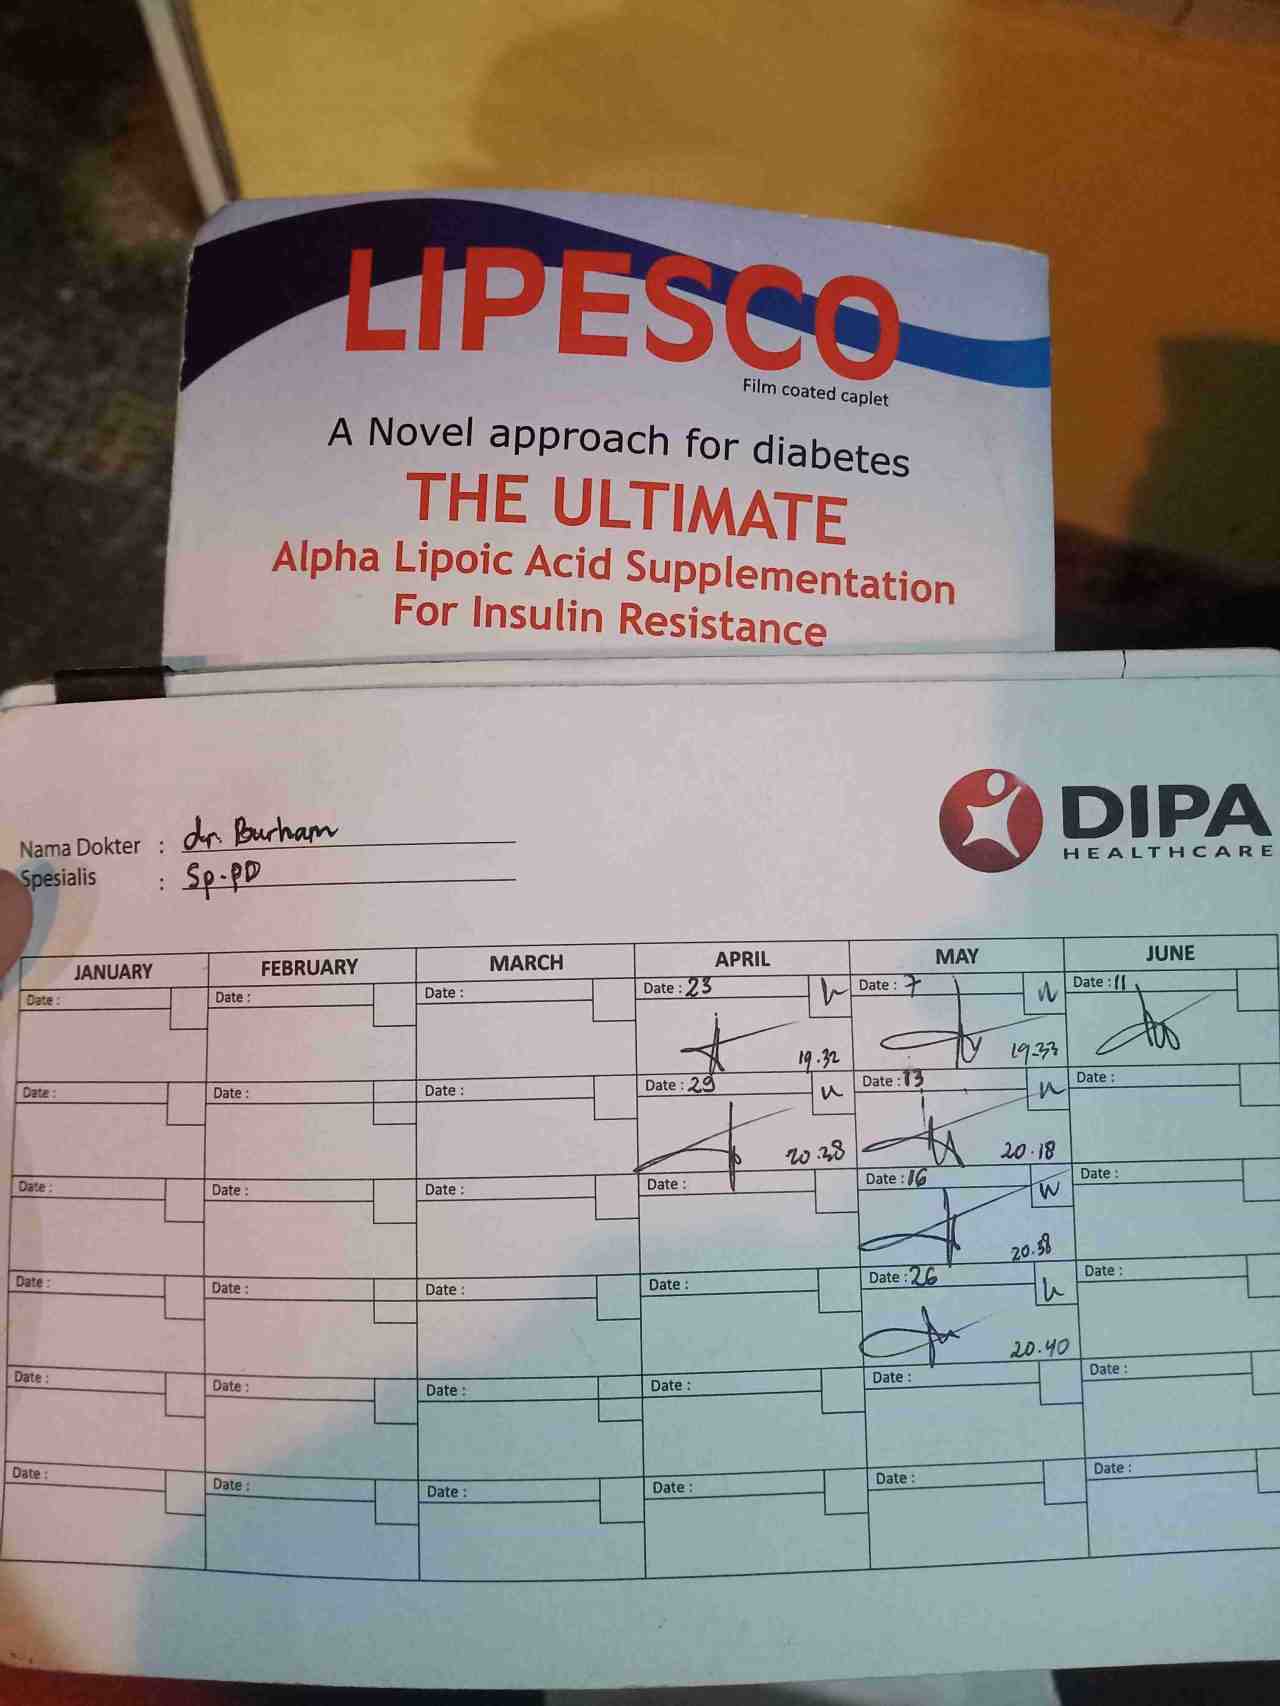 LIPESCO
Film coated caplet
A Novel approach for diabetes
THE ULTIMATE
Alpha Lipoic Acid Supplementation
For Insulin Resistance
DIPA
HEALTHCARE
Nama Dokter : dr. Burham
Spesialis : Sp-PD
JANUARY FEBRUARY MARCH APRIL MAY JUNE
Date : Date : Date : Date : 23 Date : 7 Date : 11
19.32 19.33
Date : Date : Date : Date : 29 Date : 13 Date :
20.38 20.18
Date : Date : Date : Date : Date : 16 Date :
20.38
Date : Date : Date : Date : Date : 26 Date :
20.40
Date : Date : Date : Date : Date : Date :
Date : Date : Date : Date : Date : Date :